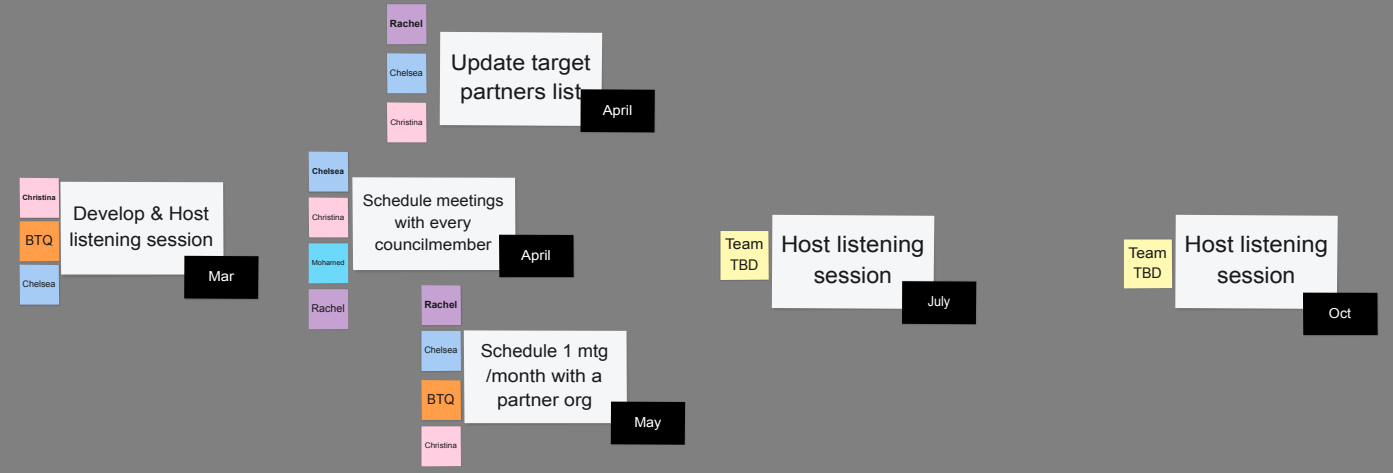 Rachel
Chelsea
Christina
Update target
partners list
April
Christina
BTQ
Chelsea
Develop & Host
listening session
Mar
Chelsea
Christina
Mohamed
Rachel
Schedule meetings
with every
councilmember
April
Rachel
Chelsea
BTQ
Christina
Schedule 1 mtg
/month with a
partner org
May
Team
TBD
Host listening
session
July
Team
TBD
Host listening
session
Oct